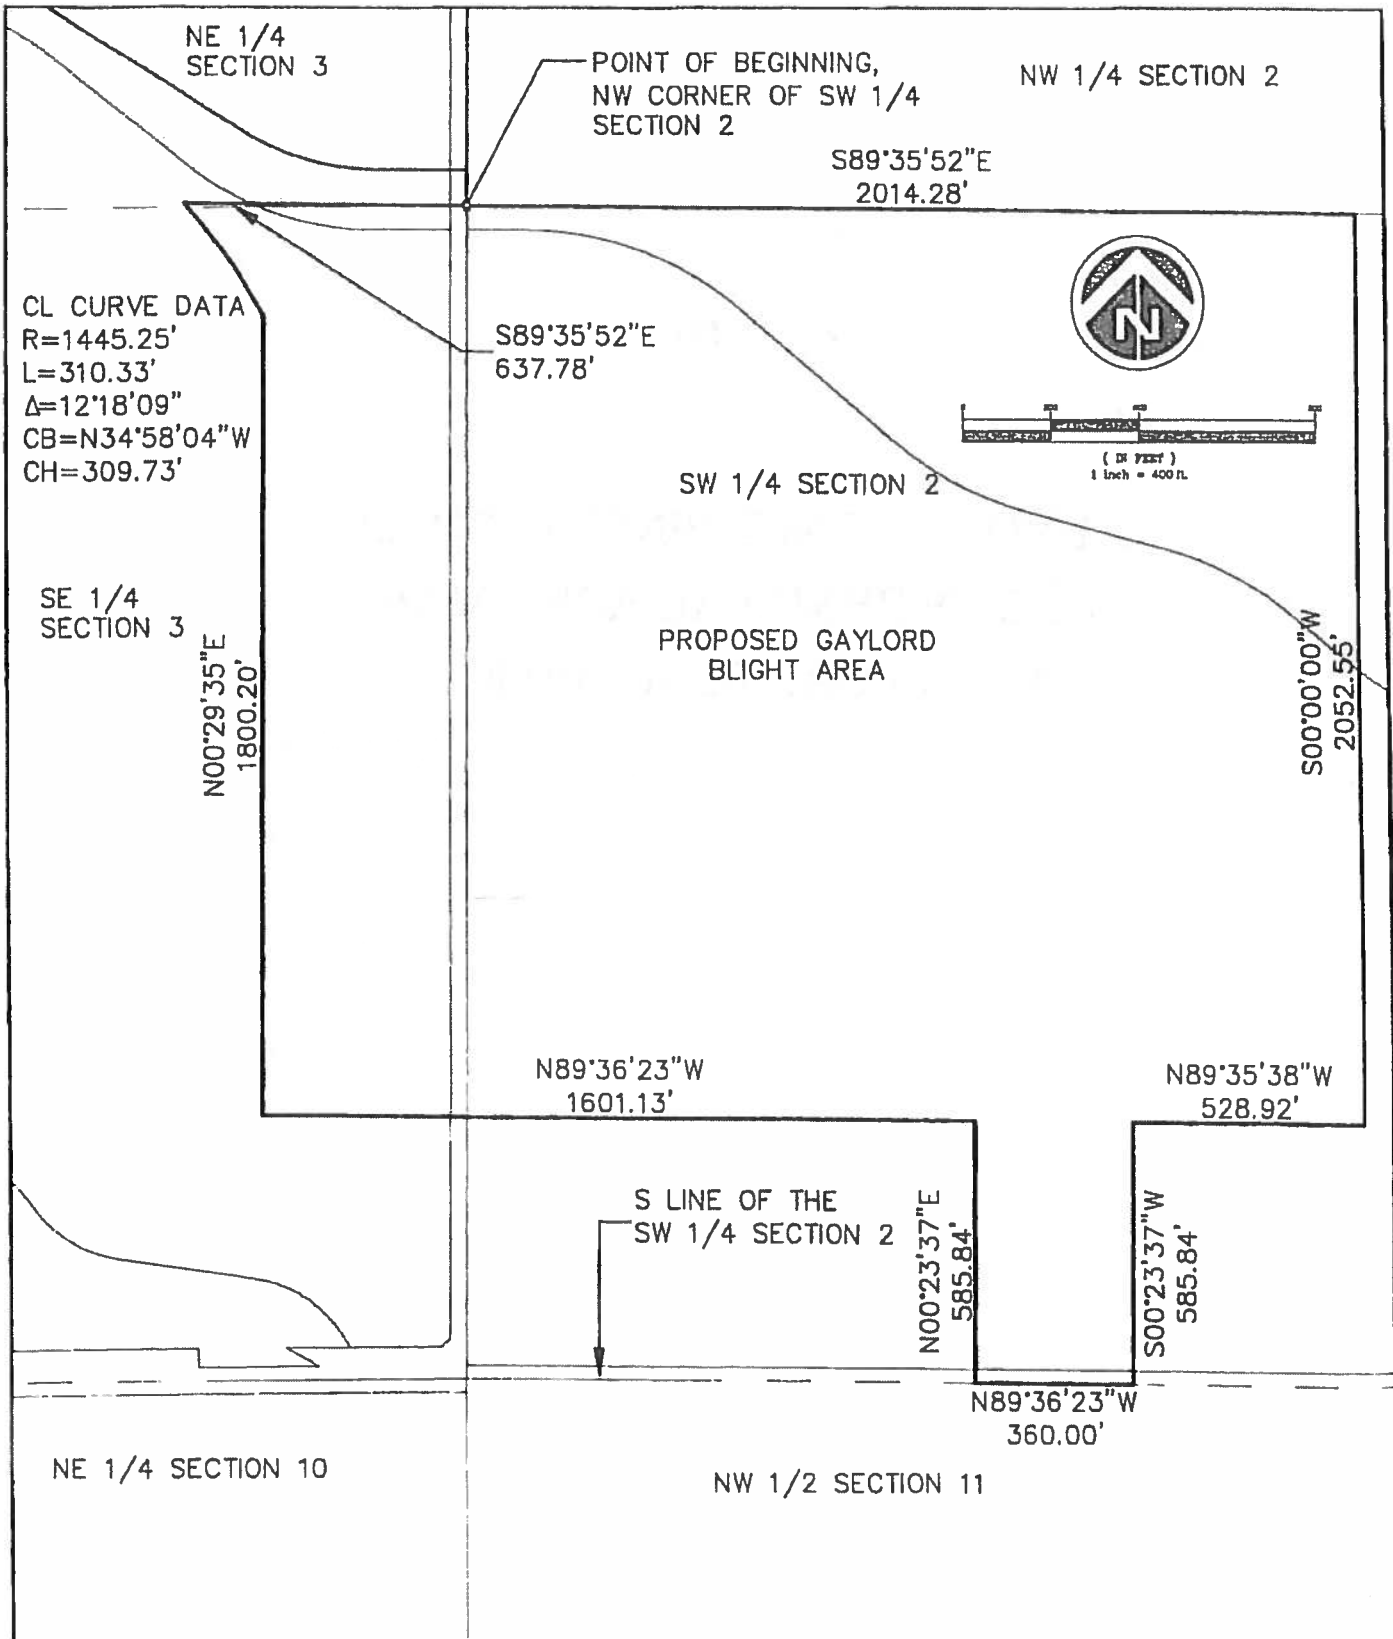 NE 1/4
SECTION 3
POINT OF BEGINNING,
NW CORNER OF SW 1/4
SECTION 2
NW 1/4 SECTION 2
S89°35'52"E
2014.28'
CL CURVE DATA
R=1445.25'
L=310.33'
Δ=12°18'09"
CB=N34°58'04"W
CH=309.73'
S89°35'52"E
637.78'
N
( IN FEET )
1 inch = 400 ft.
SW 1/4 SECTION 2
SE 1/4
SECTION 3
PROPOSED GAYLORD
BLIGHT AREA
N00°29'35"E
1800.20'
S00°00'00"W
2052.55'
N89°36'23"W
1601.13'
N89°35'38"W
528.92'
S LINE OF THE
SW 1/4 SECTION 2
N00°23'37"E
585.84'
S00°23'37"W
585.84'
N89°36'23"W
360.00'
NE 1/4 SECTION 10
NW 1/2 SECTION 11